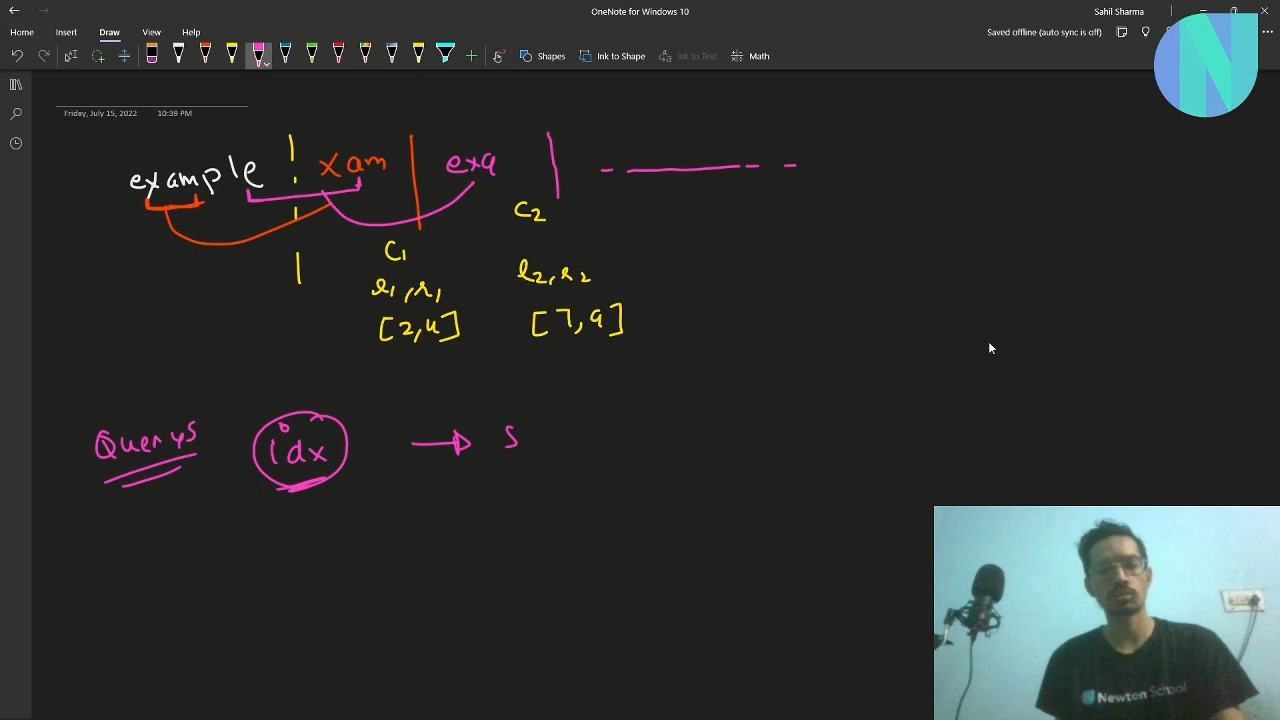 OneNote for Windows 10
Sahil Sharma
Home Insert Draw View Help
Saved offline (auto sync is off)
Shapes Ink to Shape Ink to Text Math
Friday, July 15, 2022 10:39 PM
example xam exa
C1 C2
l1, r1 l2, r2
[2,4] [7,9]
Querys idx → S
Newton School